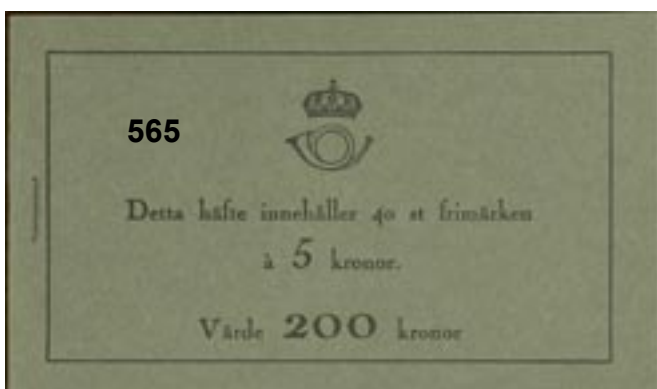 565
Detta häfte innehåller 40 st frimärken
à 5 kronor.
Värde 200 kronor